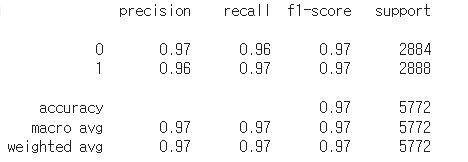 precision recall f1-score support
0 0.97 0.96 0.97 2884
1 0.96 0.97 0.97 2888
accuracy 0.97 5772
macro avg 0.97 0.97 0.97 5772
weighted avg 0.97 0.97 0.97 5772